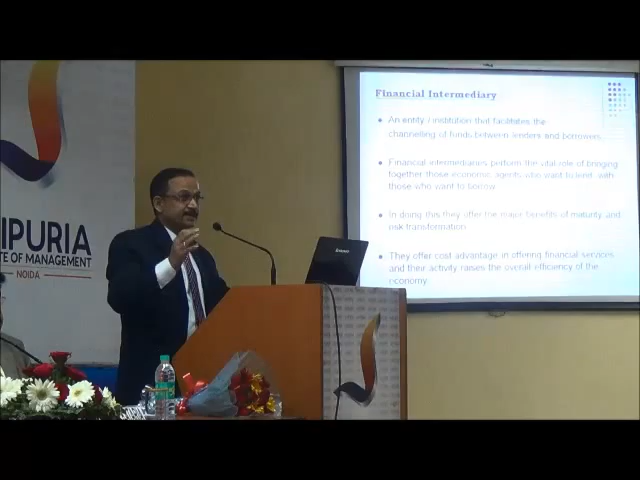 Financial Intermediary
An entity / institution that facilitates the
channelling of funds between lenders and borrowers.
Financial intermediaries perform the vital role of bringing
together those economic agents who want to lend, with
those who want to borrow
In doing this they offer the major benefits of maturity and
risk transformation
They offer cost advantage in offering financial services
and their activity raises the overall efficiency of the
economy.
IPURIA
TE OF MANAGEMENT
NOIDA
lenovo